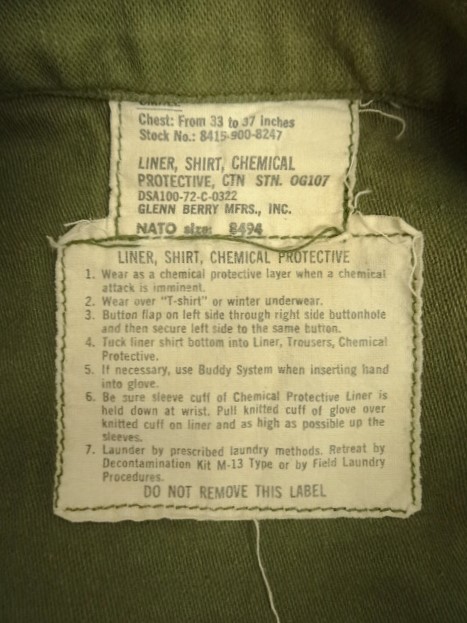 SMALL
Chest: From 33 to 37 inches
Stock No.: 8415-900-8247
LINER, SHIRT, CHEMICAL
PROTECTIVE, CTN STN. OG107
DSA100-72-C-0322
GLENN BERRY MFRS., INC.
NATO size: 8494
LINER, SHIRT, CHEMICAL PROTECTIVE
1. Wear as a chemical protective layer when a chemical
attack is imminent.
2. Wear over "T-shirt" or winter underwear.
3. Button flap on left side through right side buttonhole
and then secure left side to the same button.
4. Tuck liner shirt bottom into Liner, Trousers, Chemical
Protective.
5. If necessary, use Buddy System when inserting hand
into glove.
6. Be sure sleeve cuff of Chemical Protective Liner is
held down at wrist. Pull knitted cuff of glove over
knitted cuff on liner and as high as possible up the
sleeves.
7. Launder by prescribed laundry methods. Retreat by
Decontamination Kit M-13 Type or by Field Laundry
Procedures.
DO NOT REMOVE THIS LABEL